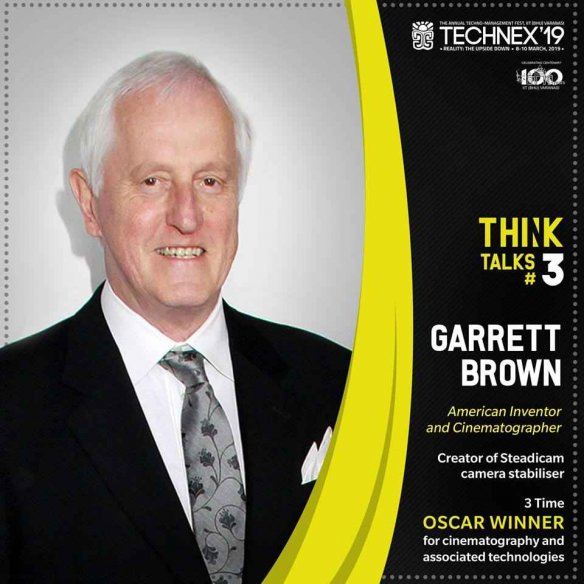 THE ANNUAL TECHNO-MANAGEMENT FEST, IIT (BHU) VARANASI
TECHNEX'19
• REALITY: THE UPSIDE DOWN • 8-10 MARCH, 2019 •
CELEBRATING CENTENARY
100
IIT (BHU) VARANASI
THINK
TALKS
# 3
GARRETT
BROWN
American Inventor
and Cinematographer
Creator of Steadicam
camera stabiliser
3 Time
OSCAR WINNER
for cinematography and
associated technologies